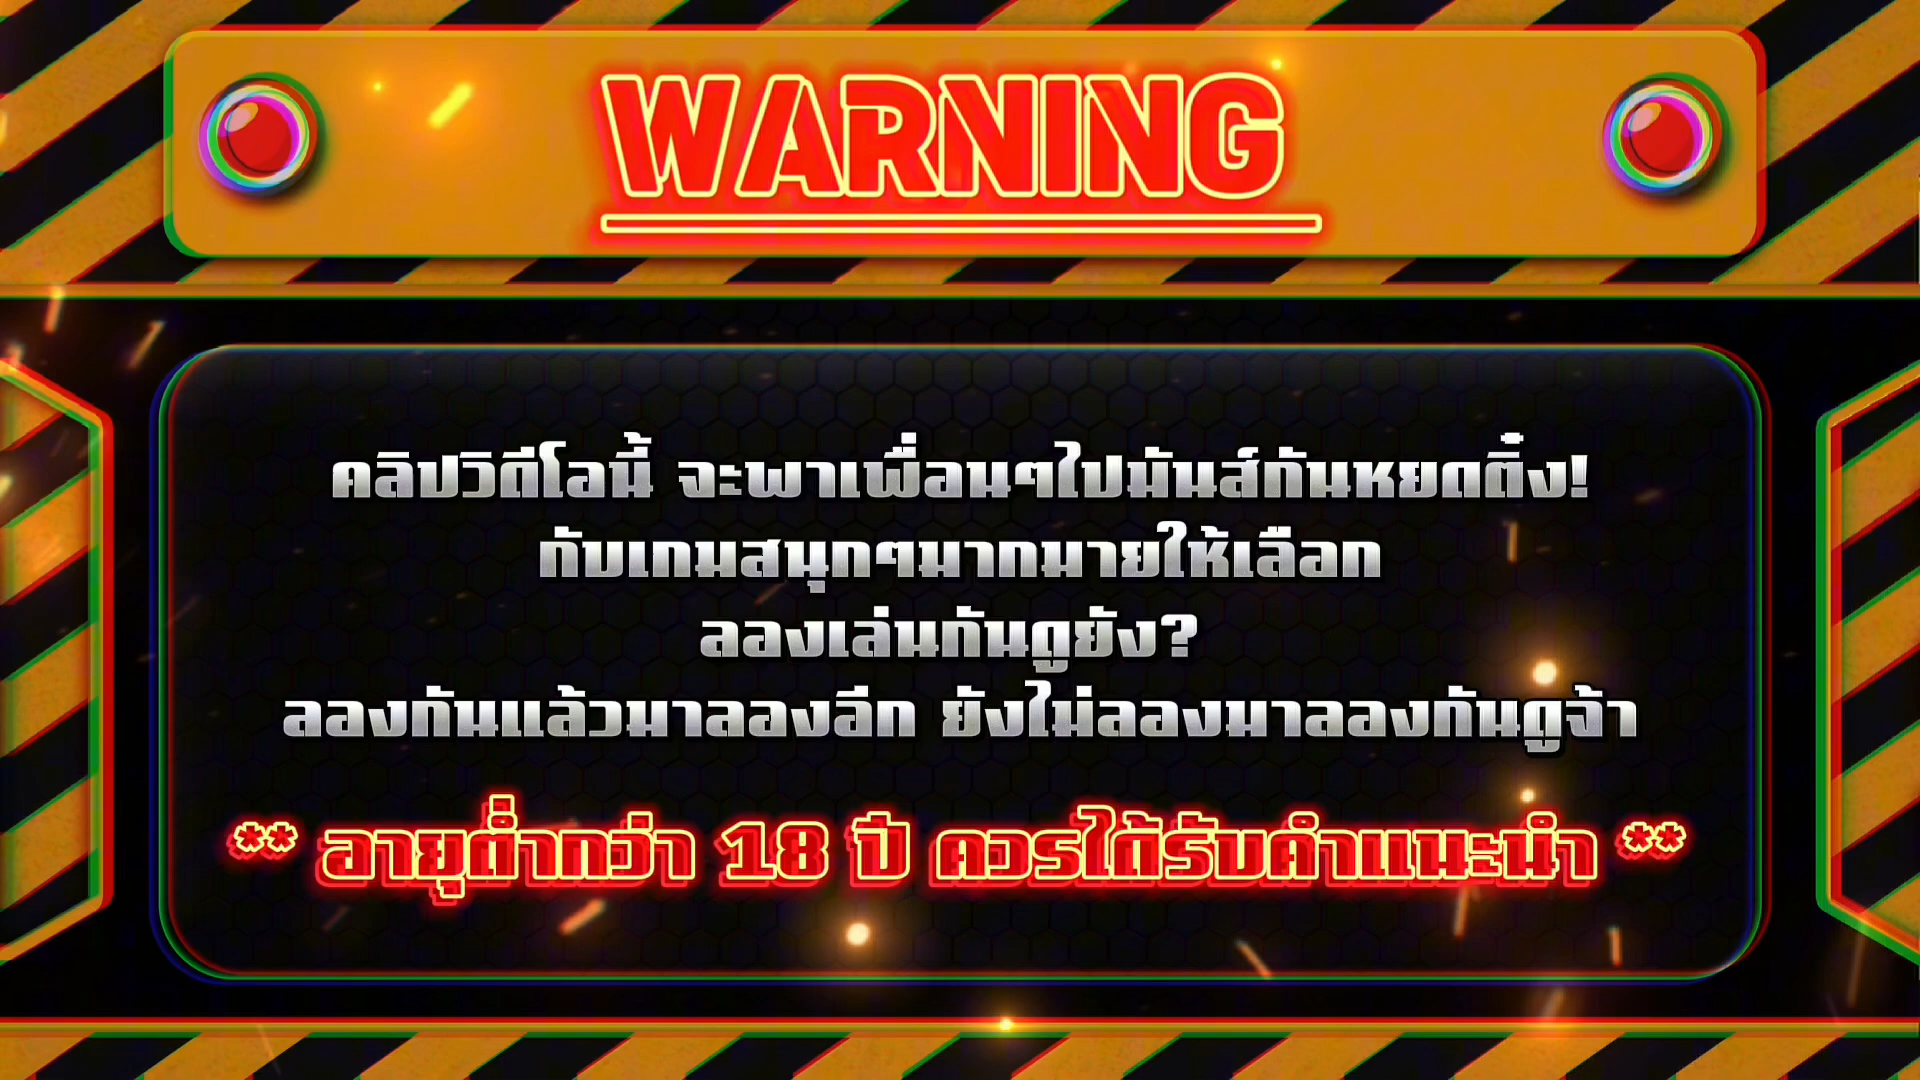 WARNING
คลิปวิดีโอนี้ จะพาเพื่อนๆไปมันส์กันหยดติ๋ง!
กับเกมสนุกๆมากมายให้เลือก
ลองเล่นกันดูยัง?
ลองกันแล้วมาลองอีก ยังไม่ลองมาลองกันดูจ้า
** อายุต่ำกว่า 18 ปี ควรได้รับคำแนะนำ **